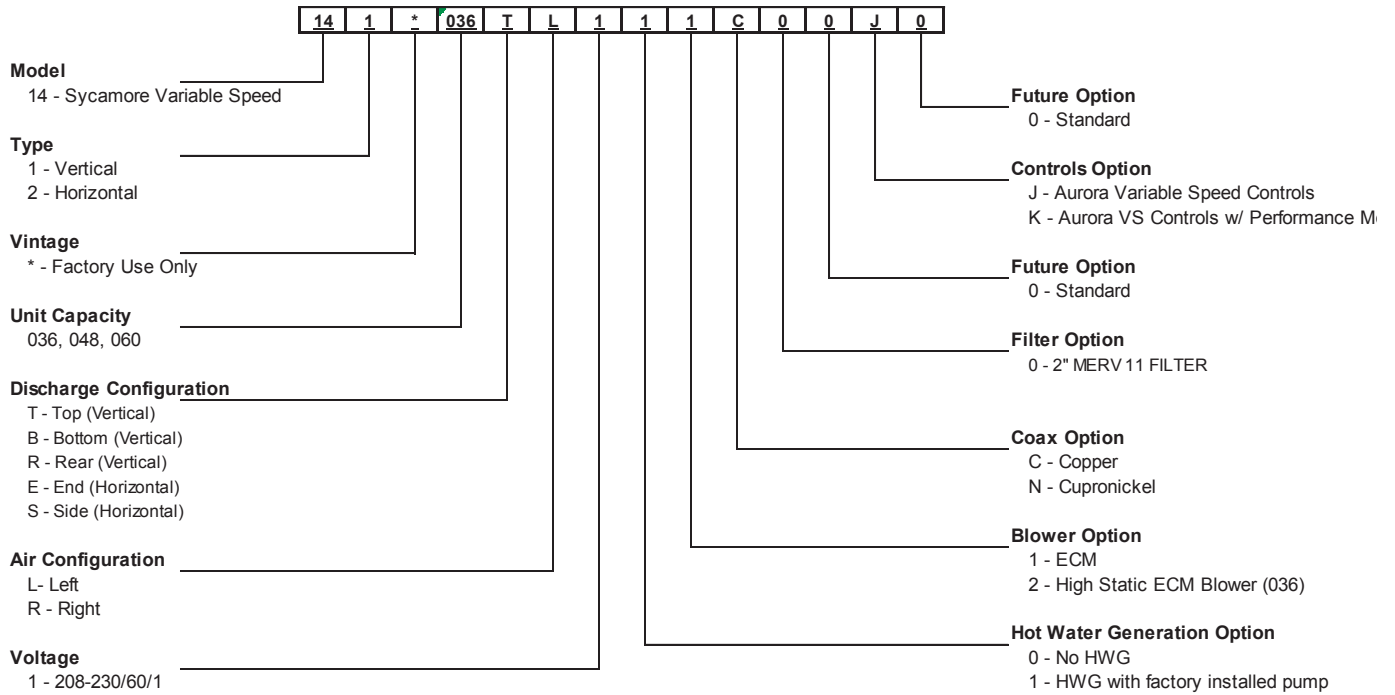 14 1 * 036 T L 1 1 1 C 0 0 J 0
Model
14 - Sycamore Variable Speed
Type
1 - Vertical
2 - Horizontal
Vintage
* - Factory Use Only
Unit Capacity
036, 048, 060
Discharge Configuration
T - Top (Vertical)
B - Bottom (Vertical)
R - Rear (Vertical)
E - End (Horizontal)
S - Side (Horizontal)
Air Configuration
L- Left
R - Right
Voltage
1 - 208-230/60/1
Future Option
0 - Standard
Controls Option
J - Aurora Variable Speed Controls
K - Aurora VS Controls w/ Performance
Future Option
0 - Standard
Filter Option
0 - 2" MERV 11 FILTER
Coax Option
C - Copper
N - Cupronickel
Blower Option
1 - ECM
2 - High Static ECM Blower (036)
Hot Water Generation Option
0 - No HWG
1 - HWG with factory installed pump